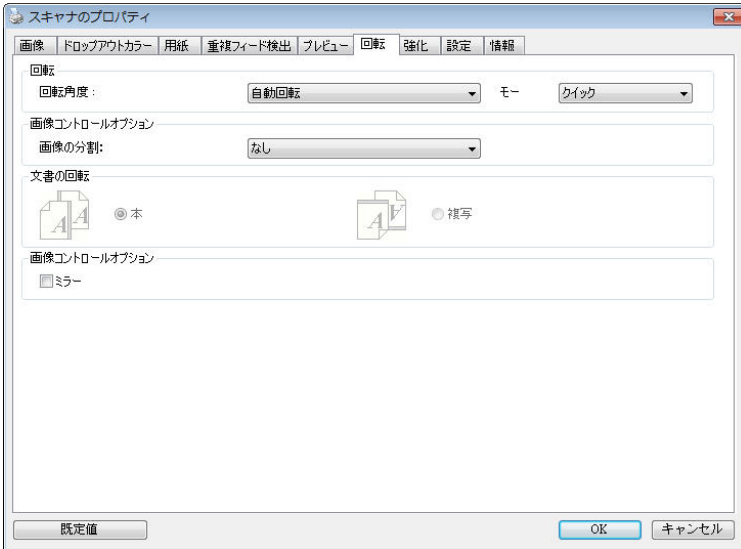 スキャナのプロパティ
画像 ドロップアウトカラー 用紙 重複フィード検出 プレビュー 回転 強化 設定 情報
回転
回転角度： 自動回転 モー クイック
画像コントロールオプション
画像の分割: なし
文書の回転
A A 本 A A 複写
画像コントロールオプション
ミラー
既定値 OK キャンセル